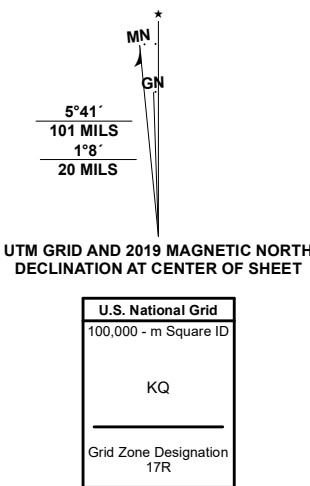 ★
MN
GN
5°41´
101 MILS
1°8´
20 MILS
UTM GRID AND 2019 MAGNETIC NORTH
DECLINATION AT CENTER OF SHEET
U.S. National Grid
100,000 - m Square ID
KQ
Grid Zone Designation
17R